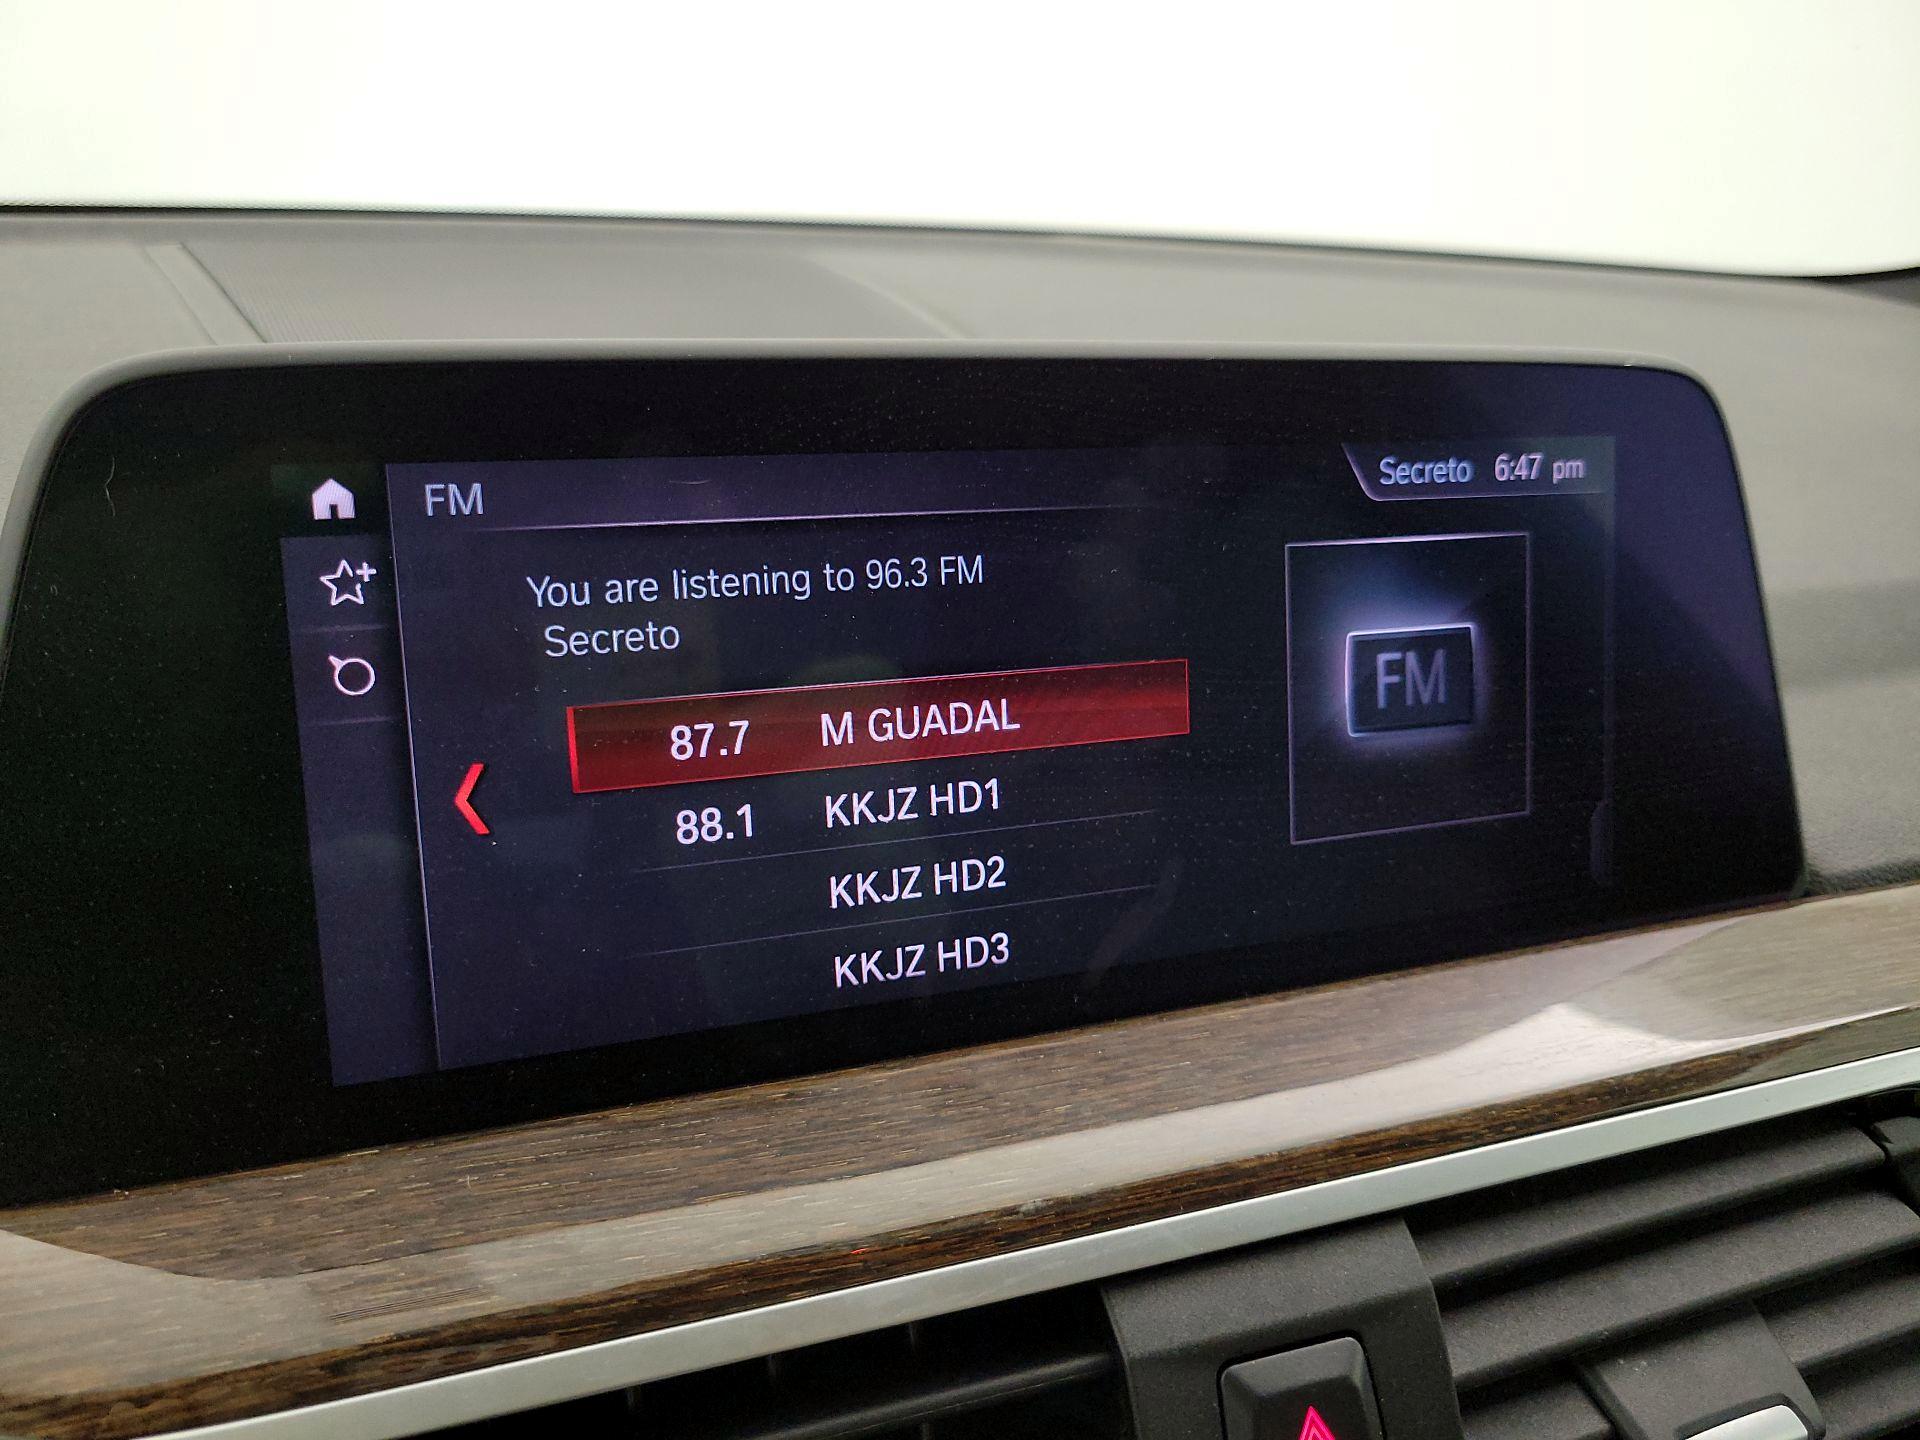 FM
Secreto 6:47 pm
You are listening to 96.3 FM
Secreto
87.7 M GUADAL
88.1 KKJZ HD1
KKJZ HD2
KKJZ HD3
FM